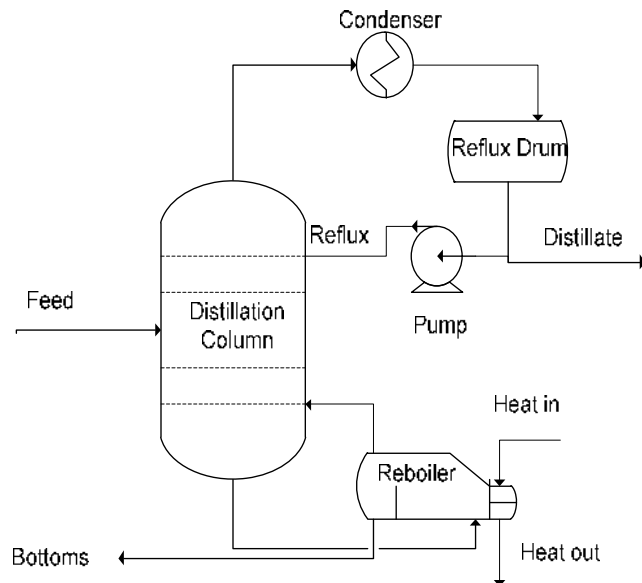 Condenser
Reflux Drum
Reflux
Distillate
Feed
Distillation
Column
Pump
Heat in
Reboiler
Bottoms
Heat out